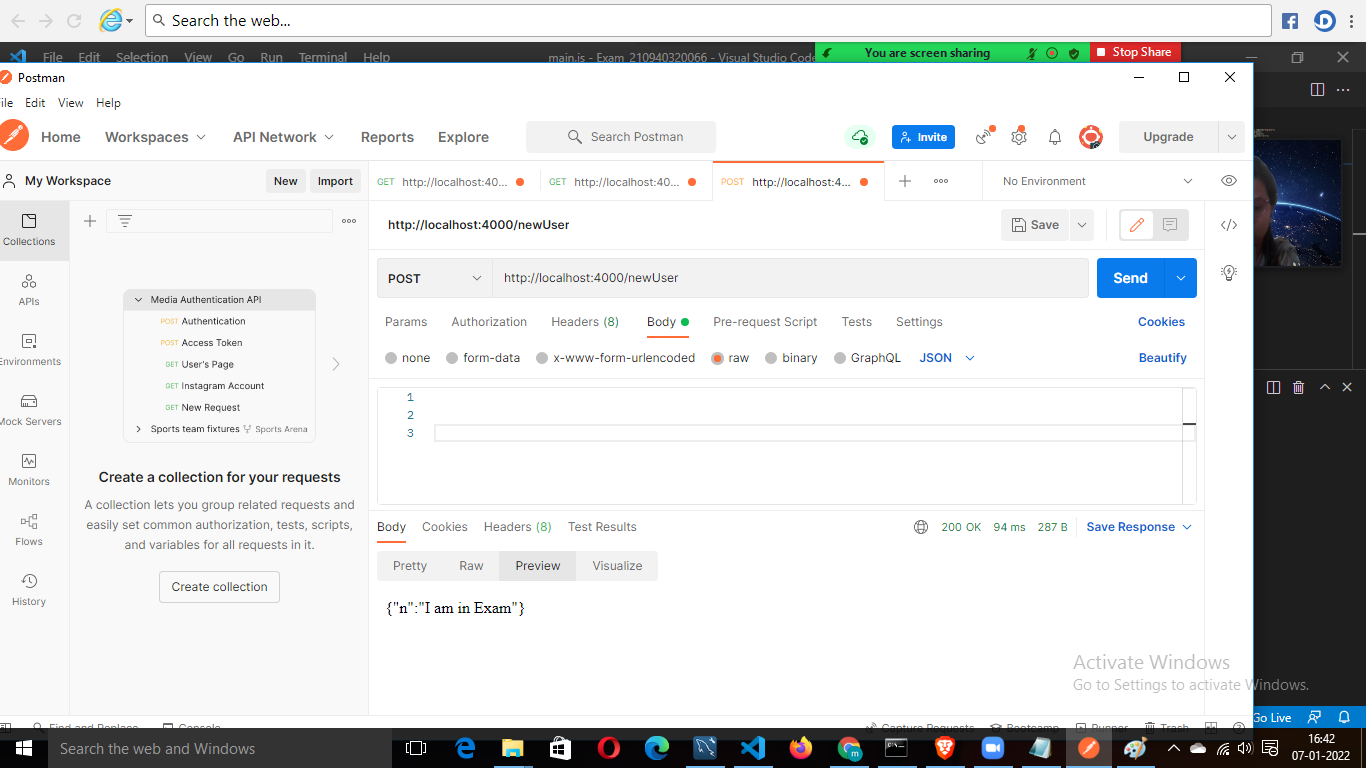 Search the web...
File Edit Selection View Go Run Terminal Help
main.js - Exam_210940320066 - Visual Studio Code
You are screen sharing
Stop Share
Postman
ile Edit View Help
Home Workspaces API Network Reports Explore
Search Postman
Invite
Upgrade
My Workspace
New Import
GET http://localhost:40...
GET http://localhost:40...
POST http://localhost:4...
No Environment
Collections
APIs
Environments
Mock Servers
Monitors
Flows
History
Media Authentication API
POST Authentication
POST Access Token
GET User's Page
GET Instagram Account
GET New Request
Sports team fixtures Sports Arena
Create a collection for your requests
A collection lets you group related requests and
easily set common authorization, tests, scripts,
and variables for all requests in it.
Create collection
http://localhost:4000/newUser
Save
POST http://localhost:4000/newUser
Send
Params Authorization Headers (8) Body Pre-request Script Tests Settings Cookies
none form-data x-www-form-urlencoded raw binary GraphQL JSON Beautify
1
2
3
Body Cookies Headers (8) Test Results
200 OK 94 ms 287 B Save Response
Pretty Raw Preview Visualize
{"n":"I am in Exam"}
Activate Windows
Go to Settings to activate Windows.
Find and Replace Console
Capture Requests Bootcamp Runner Trash
Go Live
Search the web and Windows
16:42
07-01-2022